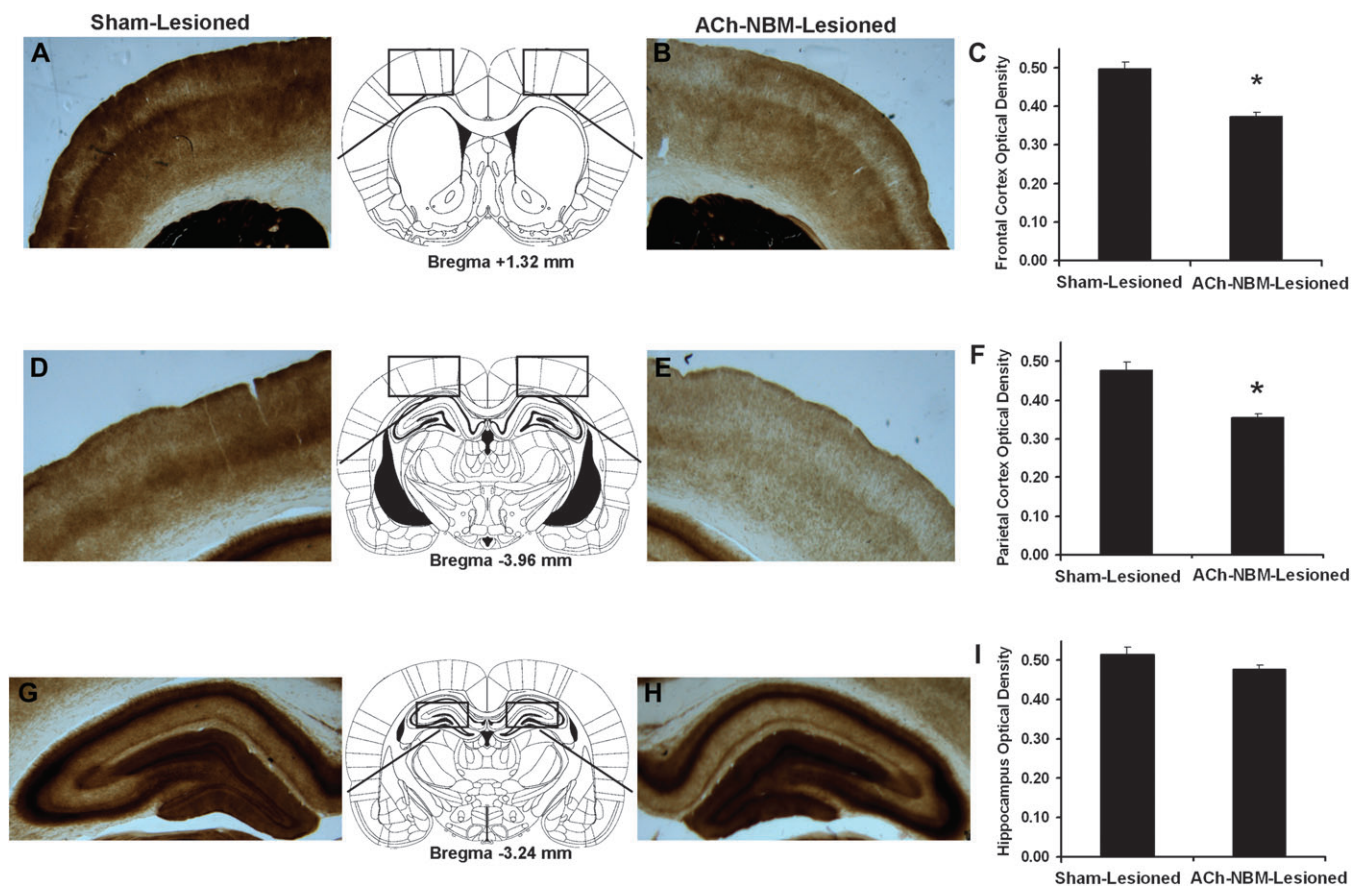 Sham-Lesioned
ACh-NBM-Lesioned
A
Bregma +1.32 mm
B
C
Frontal Cortex Optical Density
0.50
0.40
0.30
0.20
0.10
0.00
Sham-Lesioned
ACh-NBM-Lesioned
*
D
Bregma -3.96 mm
E
F
Parietal Cortex Optical Density
0.50
0.40
0.30
0.20
0.10
0.00
Sham-Lesioned
ACh-NBM-Lesioned
*
G
Bregma -3.24 mm
H
I
Hippocampus Optical Density
0.50
0.40
0.30
0.20
0.10
0.00
Sham-Lesioned
ACh-NBM-Lesioned